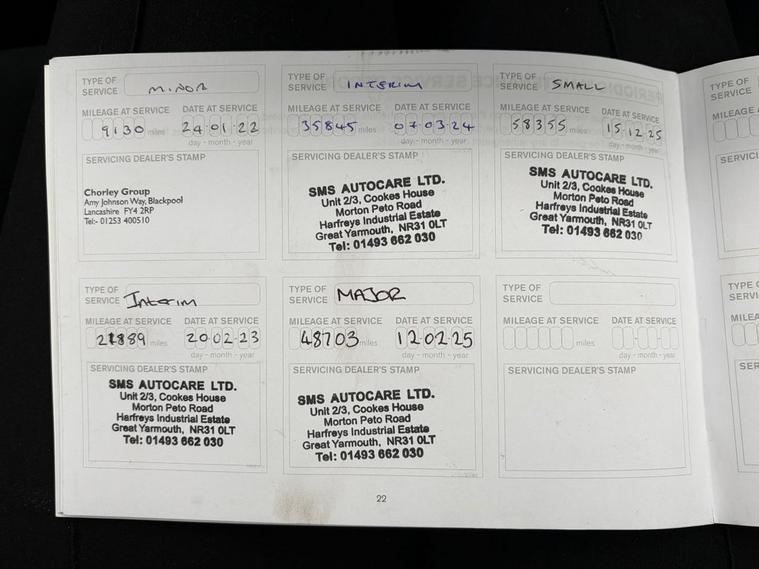 TYPE OF SERVICE MINOR
MILEAGE AT SERVICE DATE AT SERVICE
9130 miles 24-01-22
day - month - year
SERVICING DEALER'S STAMP
Chorley Group
Amy Johnson Way, Blackpool
Lancashire FY4 2RP
Tel:- 01253 400510
TYPE OF SERVICE Interim
MILEAGE AT SERVICE DATE AT SERVICE
21889 miles 20-02-23
day - month - year
SERVICING DEALER'S STAMP
SMS AUTOCARE LTD.
Unit 2/3, Cookes House
Morton Peto Road
Harfreys Industrial Estate
Great Yarmouth, NR31 0LT
Tel: 01493 662 030
TYPE OF SERVICE INTERIM
MILEAGE AT SERVICE DATE AT SERVICE
35845 miles 07-03-24
day - month - year
SERVICING DEALER'S STAMP
SMS AUTOCARE LTD.
Unit 2/3, Cookes House
Morton Peto Road
Harfreys Industrial Estate
Great Yarmouth, NR31 0LT
Tel: 01493 662 030
TYPE OF SERVICE MAJOR
MILEAGE AT SERVICE DATE AT SERVICE
48703 miles 12-02-25
day - month - year
SERVICING DEALER'S STAMP
SMS AUTOCARE LTD.
Unit 2/3, Cookes House
Morton Peto Road
Harfreys Industrial Estate
Great Yarmouth, NR31 0LT
Tel: 01493 662 030
TYPE OF SERVICE SMALL
MILEAGE AT SERVICE DATE AT SERVICE
58355 miles 15-12-25
day - month - year
SERVICING DEALER'S STAMP
SMS AUTOCARE LTD.
Unit 2/3, Cookes House
Morton Peto Road
Harfreys Industrial Estate
Great Yarmouth, NR31 0LT
Tel: 01493 662 030
TYPE OF SERVICE
MILEAGE AT SERVICE DATE AT SERVICE
miles
day - month - year
SERVICING DEALER'S STAMP
22
TYPE OF
SERVICE
MILEAGE